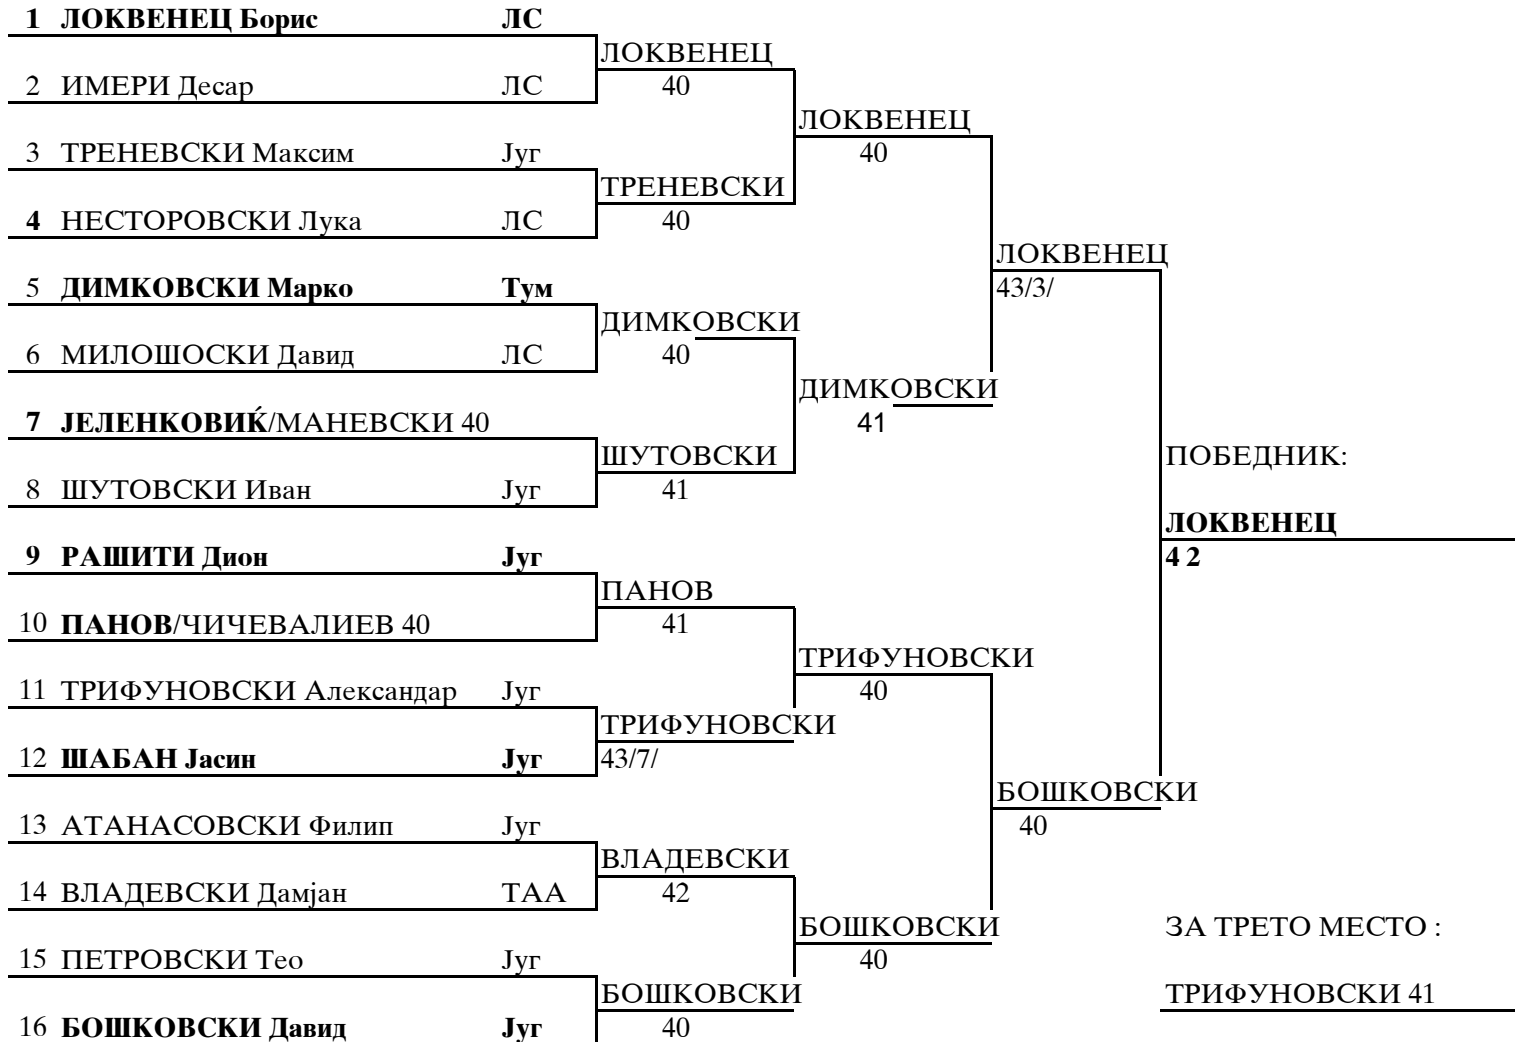 1 ЛОКВЕНЕЦ Борис ЛС
ЛОКВЕНЕЦ
2 ИМЕРИ Десар ЛС 40
ЛОКВЕНЕЦ
3 ТРЕНЕВСКИ Максим Југ 40
ТРЕНЕВСКИ
4 НЕСТОРОВСКИ Лука ЛС 40
ЛОКВЕНЕЦ
5 ДИМКОВСКИ Марко Тум 43/3/
ДИМКОВСКИ
6 МИЛОШОСКИ Давид ЛС 40
ДИМКОВСКИ
7 ЈЕЛЕНКОВИЌ/МАНЕВСКИ 40 41
ШУТОВСКИ ПОБЕДНИК:
8 ШУТОВСКИ Иван Југ 41
ЛОКВЕНЕЦ
9 РАШИТИ Дион Југ 4 2
ПАНОВ
10 ПАНОВ/ЧИЧЕВАЛИЕВ 40 41
ТРИФУНОВСКИ
11 ТРИФУНОВСКИ Александар Југ 40
ТРИФУНОВСКИ
12 ШАБАН Јасин Југ 43/7/
БОШКОВСКИ
13 АТАНАСОВСКИ Филип Југ 40
ВЛАДЕВСКИ
14 ВЛАДЕВСКИ Дамјан ТАА 42
БОШКОВСКИ ЗА ТРЕТО МЕСТО :
15 ПЕТРОВСКИ Тео Југ 40
БОШКОВСКИ ТРИФУНОВСКИ 41
16 БОШКОВСКИ Давид Југ 40